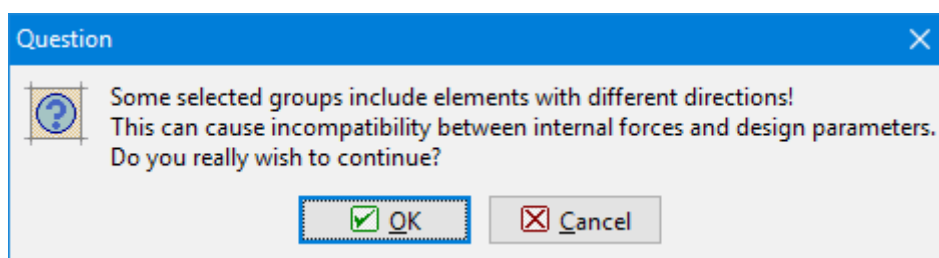 Question
Some selected groups include elements with different directions!
This can cause incompatibility between internal forces and design parameters.
Do you really wish to continue?
OK
Cancel